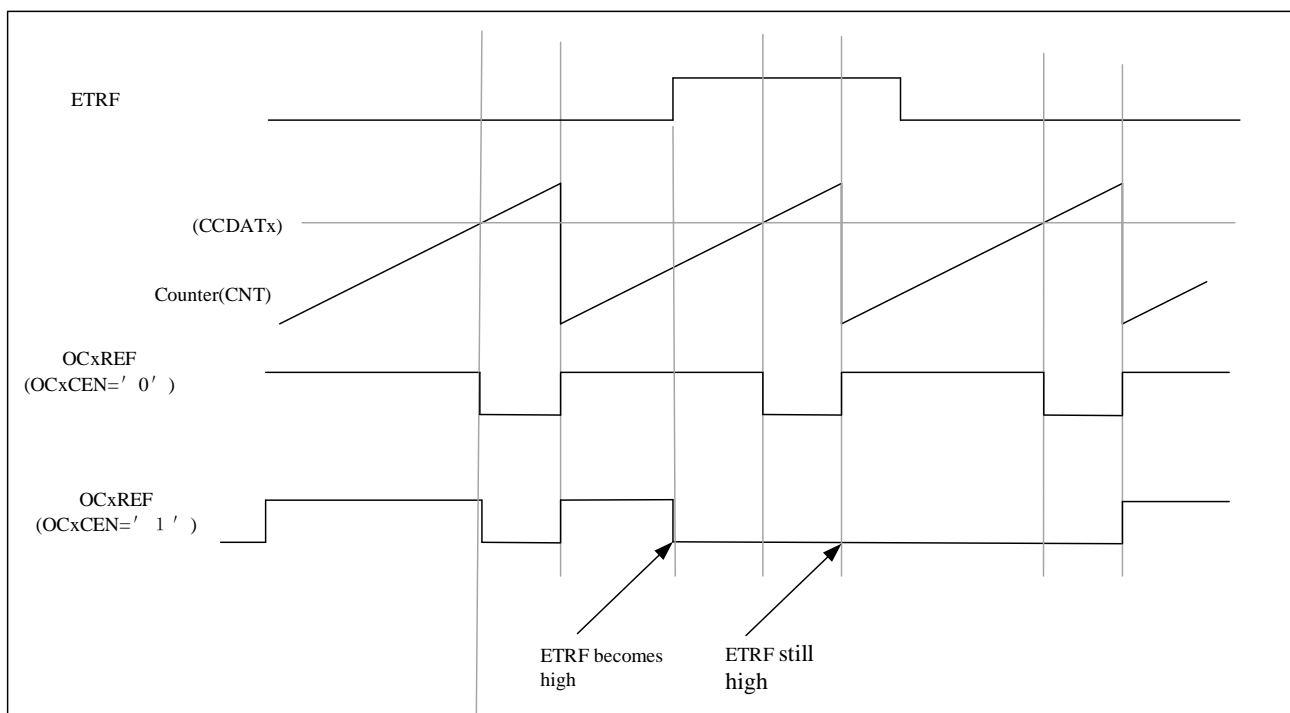 ETRF
(CCDATx)
Counter(CNT)
OCxREF
(OCxCEN=′ 0′ )
OCxREF
(OCxCEN=′ 1 ′ )
ETRF becomes
high
ETRF still
high